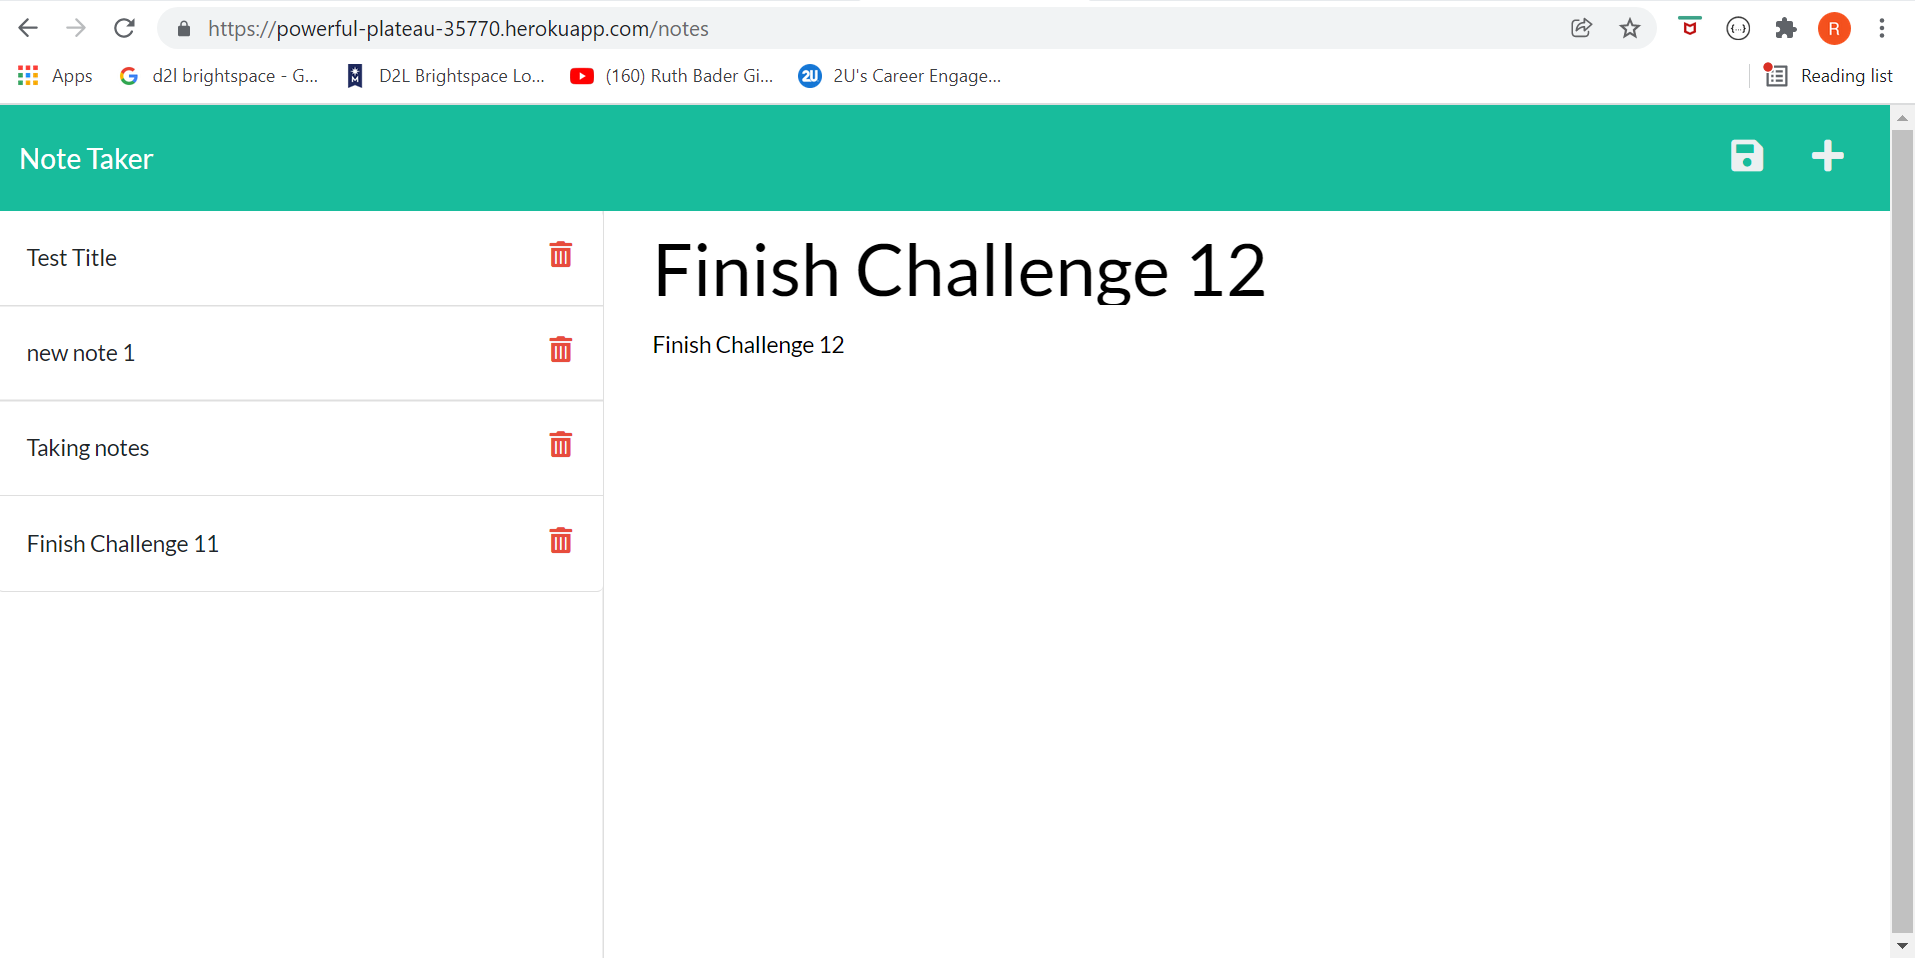 https://powerful-plateau-35770.herokuapp.com/notes
R
Apps
d2l brightspace - G...
D2L Brightspace Lo...
(160) Ruth Bader Gi...
2U
2U's Career Engage...
Reading list
Note Taker
Test Title
new note 1
Taking notes
Finish Challenge 11
Finish Challenge 12
Finish Challenge 12